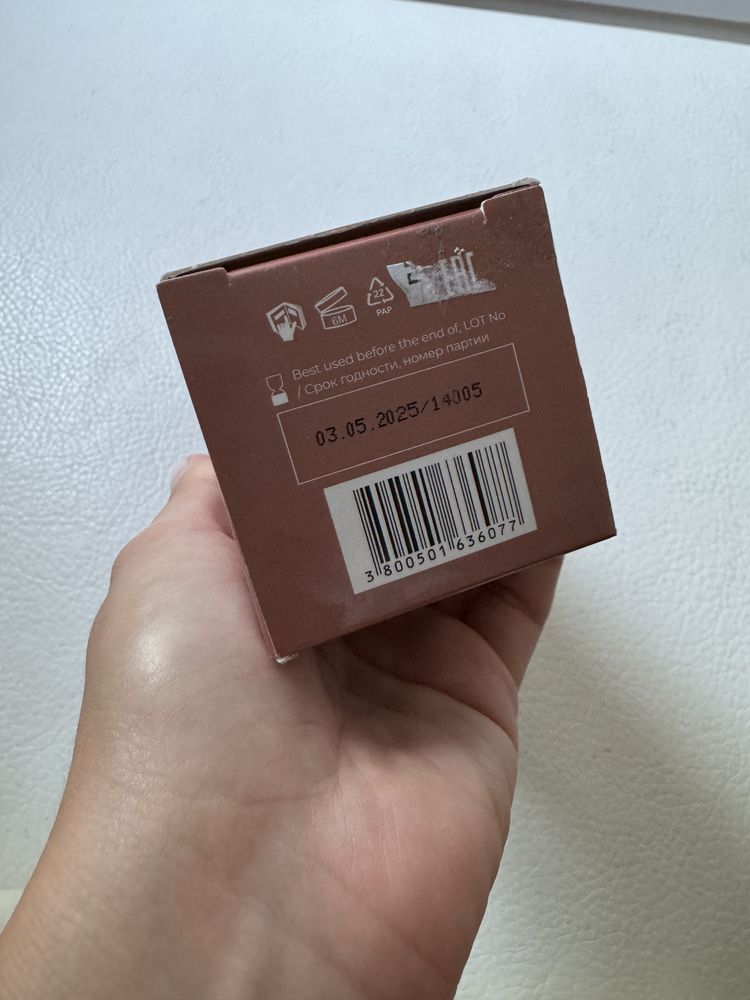 6M
22
PAP
Best used before the end of, LOT No
/ Срок годности, номер партии
03.05.2025/14005
3 800501 636077